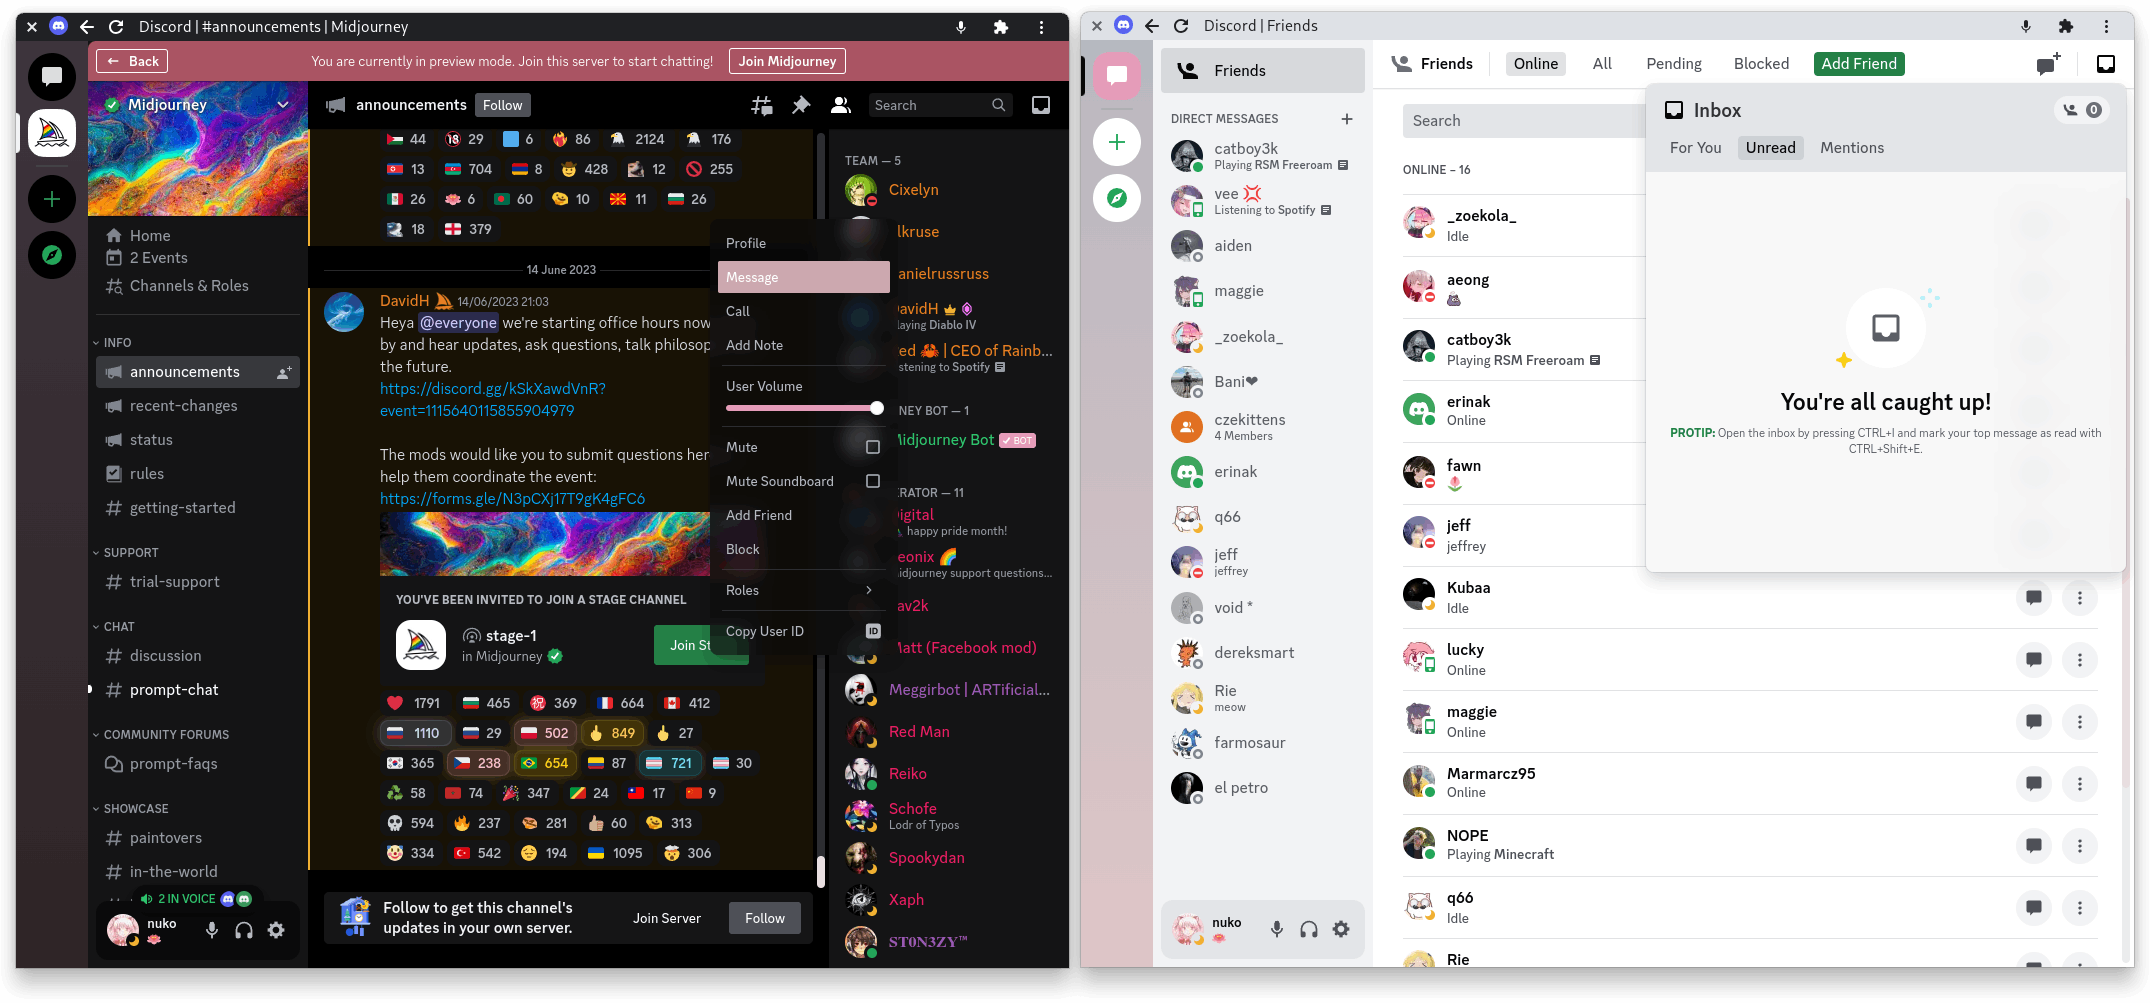 Discord | #announcements | Midjourney
Back
You are currently in preview mode. Join this server to start chatting!
Join Midjourney
Midjourney
Home
2 Events
Channels & Roles
INFO
announcements
recent-changes
status
rules
getting-started
SUPPORT
trial-support
CHAT
discussion
prompt-chat
COMMUNITY FORUMS
prompt-faqs
SHOWCASE
paintovers
in-the-world
2 IN VOICE
nuko
announcements
Follow
Search
44 29 6 86 2124 176
13 704 8 428 12 255
26 6 60 10 11 26
18 379
14 June 2023
DavidH 14/06/2023 21:03
Heya @everyone we're starting office hours now
by and hear updates, ask questions, talk philosop
the future.
https://discord.gg/kSkXawdVnR?
event=1115640115855904979
The mods would like you to submit questions her
help them coordinate the event:
https://forms.gle/N3pCXj17T9gK4gFC6
YOU'VE BEEN INVITED TO JOIN A STAGE CHANNEL
stage-1
in Midjourney
Join St
1791 465 369 664 412
1110 29 502 849 27
365 238 654 87 721 30
58 74 347 24 17 9
594 237 281 60 313
334 542 194 1095 306
Follow to get this channel's
updates in your own server.
Join Server
Follow
Profile
Message
Call
Add Note
User Volume
Mute
Mute Soundboard
Add Friend
Block
Roles
Copy User ID
ID
TEAM — 5
Cixelyn
lkruse
anielrussruss
DavidH
laying Diablo IV
ed 🦀 | CEO of Rainb...
stening to Spotify
NEY BOT — 1
Midjourney Bot
BOT
RATOR — 11
igital
happy pride month!
eonix
idjourney support questions...
av2k
Matt (Facebook mod)
Meggirbot | ARTificial...
Red Man
Reiko
Schofe
Lodr of Typos
Spookydan
Xaph
ST0N3ZY™
Discord | Friends
Friends
DIRECT MESSAGES
catboy3k
Playing RSM Freeroam
vee
Listening to Spotify
aiden
maggie
_zoekola_
Bani❤
czekittens
4 Members
erinak
q66
jeff
jeffrey
void *
dereksmart
Rie
meow
farmosaur
el petro
nuko
Friends
Online
All
Pending
Blocked
Add Friend
Search
ONLINE – 16
_zoekola_
Idle
aeong
catboy3k
Playing RSM Freeroam
erinak
Online
fawn
jeff
jeffrey
Kubaa
Idle
lucky
Online
maggie
Online
Marmarcz95
Online
NOPE
Playing Minecraft
q66
Idle
Rie
Inbox
0
For You
Unread
Mentions
You're all caught up!
PROTIP: Open the inbox by pressing CTRL+I and mark your top message as read with
CTRL+Shift+E.